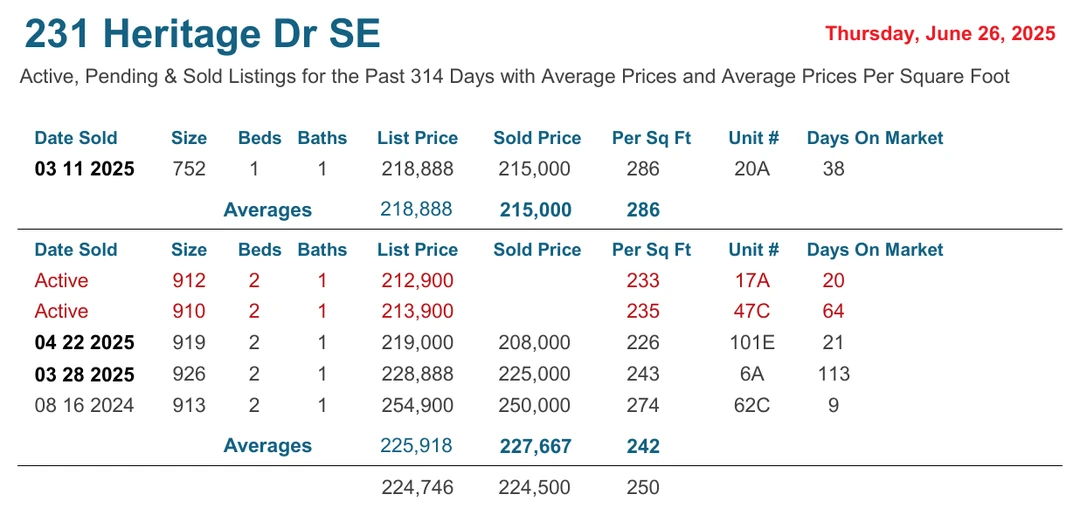 231 Heritage Dr SE
Thursday, June 26, 2025
Active, Pending & Sold Listings for the Past 314 Days with Average Prices and Average Prices Per Square Foot
Date Sold Size Beds Baths List Price Sold Price Per Sq Ft Unit # Days On Market
03 11 2025 752 1 1 218,888 215,000 286 20A 38
Averages 218,888 215,000 286
Date Sold Size Beds Baths List Price Sold Price Per Sq Ft Unit # Days On Market
Active 912 2 1 212,900 233 17A 20
Active 910 2 1 213,900 235 47C 64
04 22 2025 919 2 1 219,000 208,000 226 101E 21
03 28 2025 926 2 1 228,888 225,000 243 6A 113
08 16 2024 913 2 1 254,900 250,000 274 62C 9
Averages 225,918 227,667 242
224,746 224,500 250